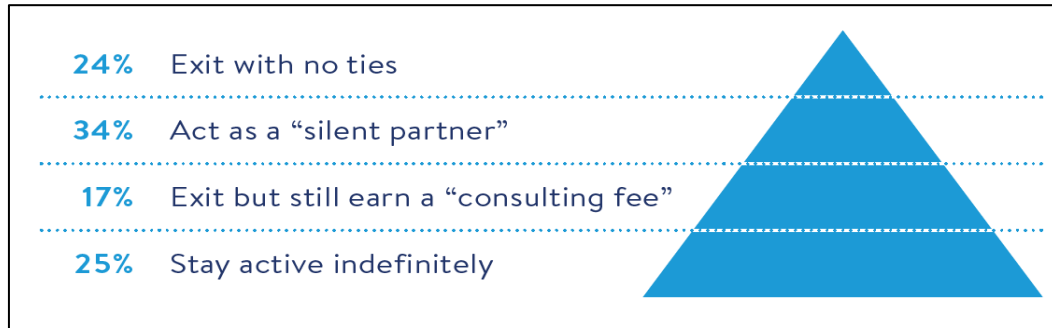 24% Exit with no ties
34% Act as a “silent partner”
17% Exit but still earn a “consulting fee”
25% Stay active indefinitely